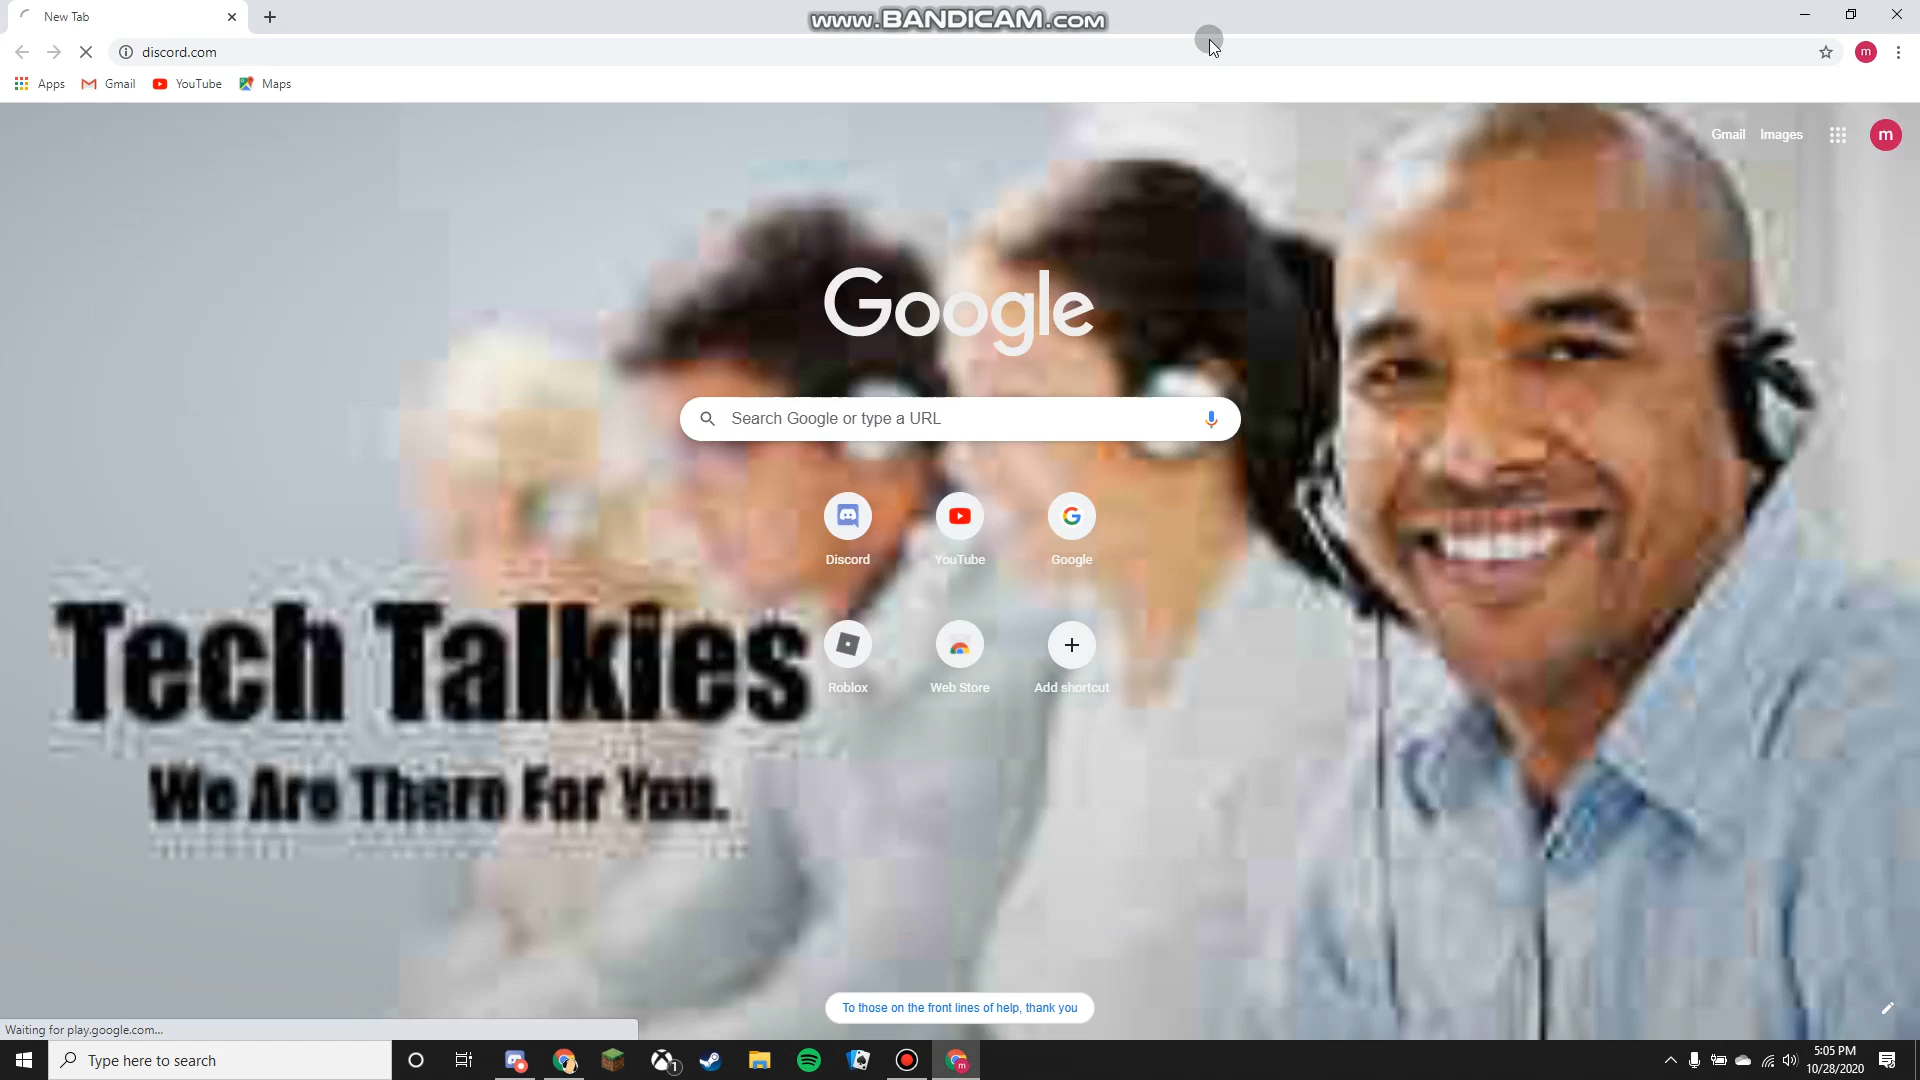 New Tab
www.BANDICAM.com
discord.com
m
Apps
Gmail
YouTube
Maps
Gmail
Images
m
Google
Search Google or type a URL
Discord
YouTube
Google
Roblox
Web Store
Add shortcut
Tech Talkies
We Are There For You.
To those on the front lines of help, thank you
Waiting for play.google.com...
Type here to search
1
m
5:05 PM
10/28/2020